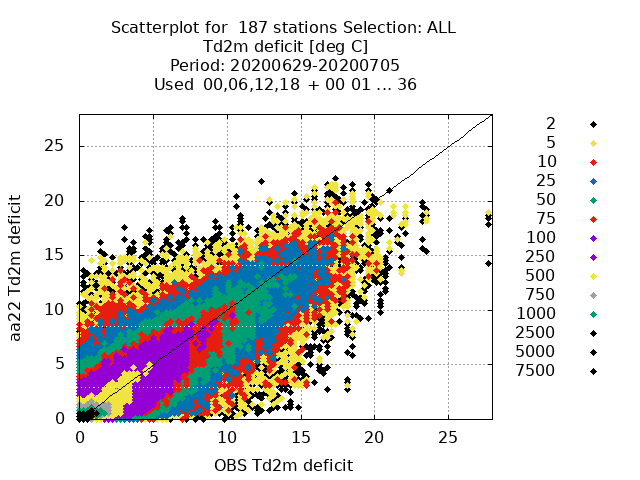 Scatterplot for  187 stations Selection: ALL
Td2m deficit [deg C]
Period: 20200629-20200705
Used  00,06,12,18 + 00 01 ... 36
25
20
15
10
5
0
aa22 Td2m deficit
0 5 10 15 20 25
OBS Td2m deficit
2
5
10
25
50
75
100
250
500
750
1000
2500
5000
7500